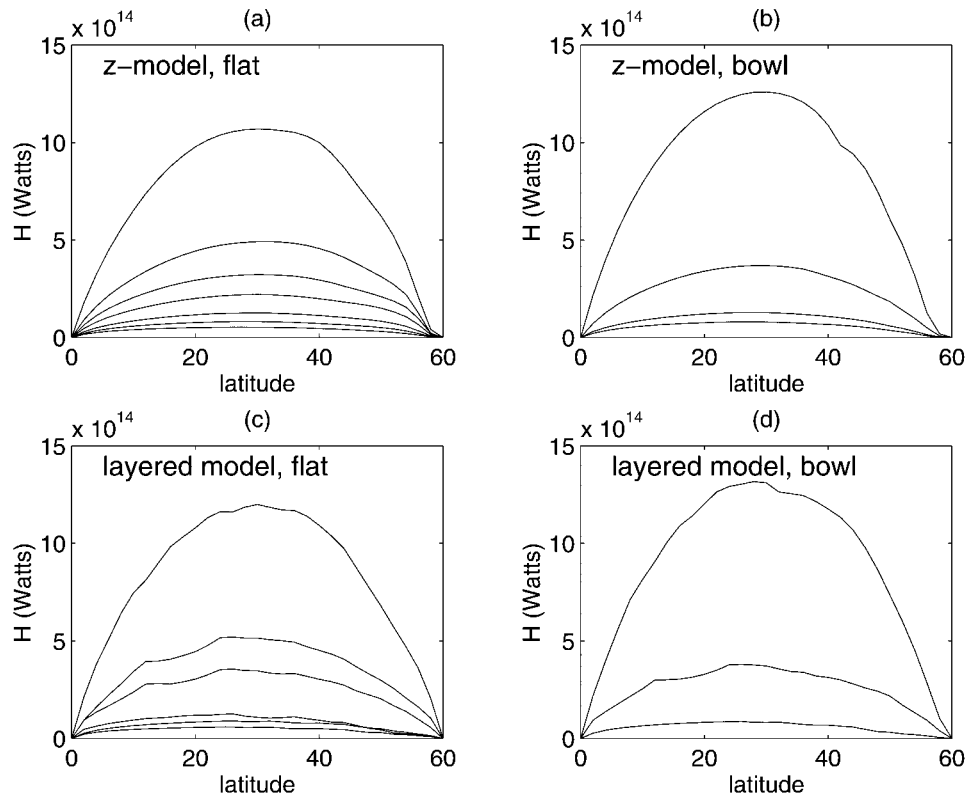 (a)
x 10^14
z-model, flat
15
10
5
0
H (Watts)
0 20 40 60
latitude
(b)
x 10^14
z-model, bowl
15
10
5
0
H (Watts)
0 20 40 60
latitude
(c)
x 10^14
layered model, flat
15
10
5
0
H (Watts)
0 20 40 60
latitude
(d)
x 10^14
layered model, bowl
15
10
5
0
H (Watts)
0 20 40 60
latitude